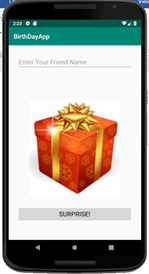 2:23
BirthDayApp
Enter Your Friend Name
SURPRISE!